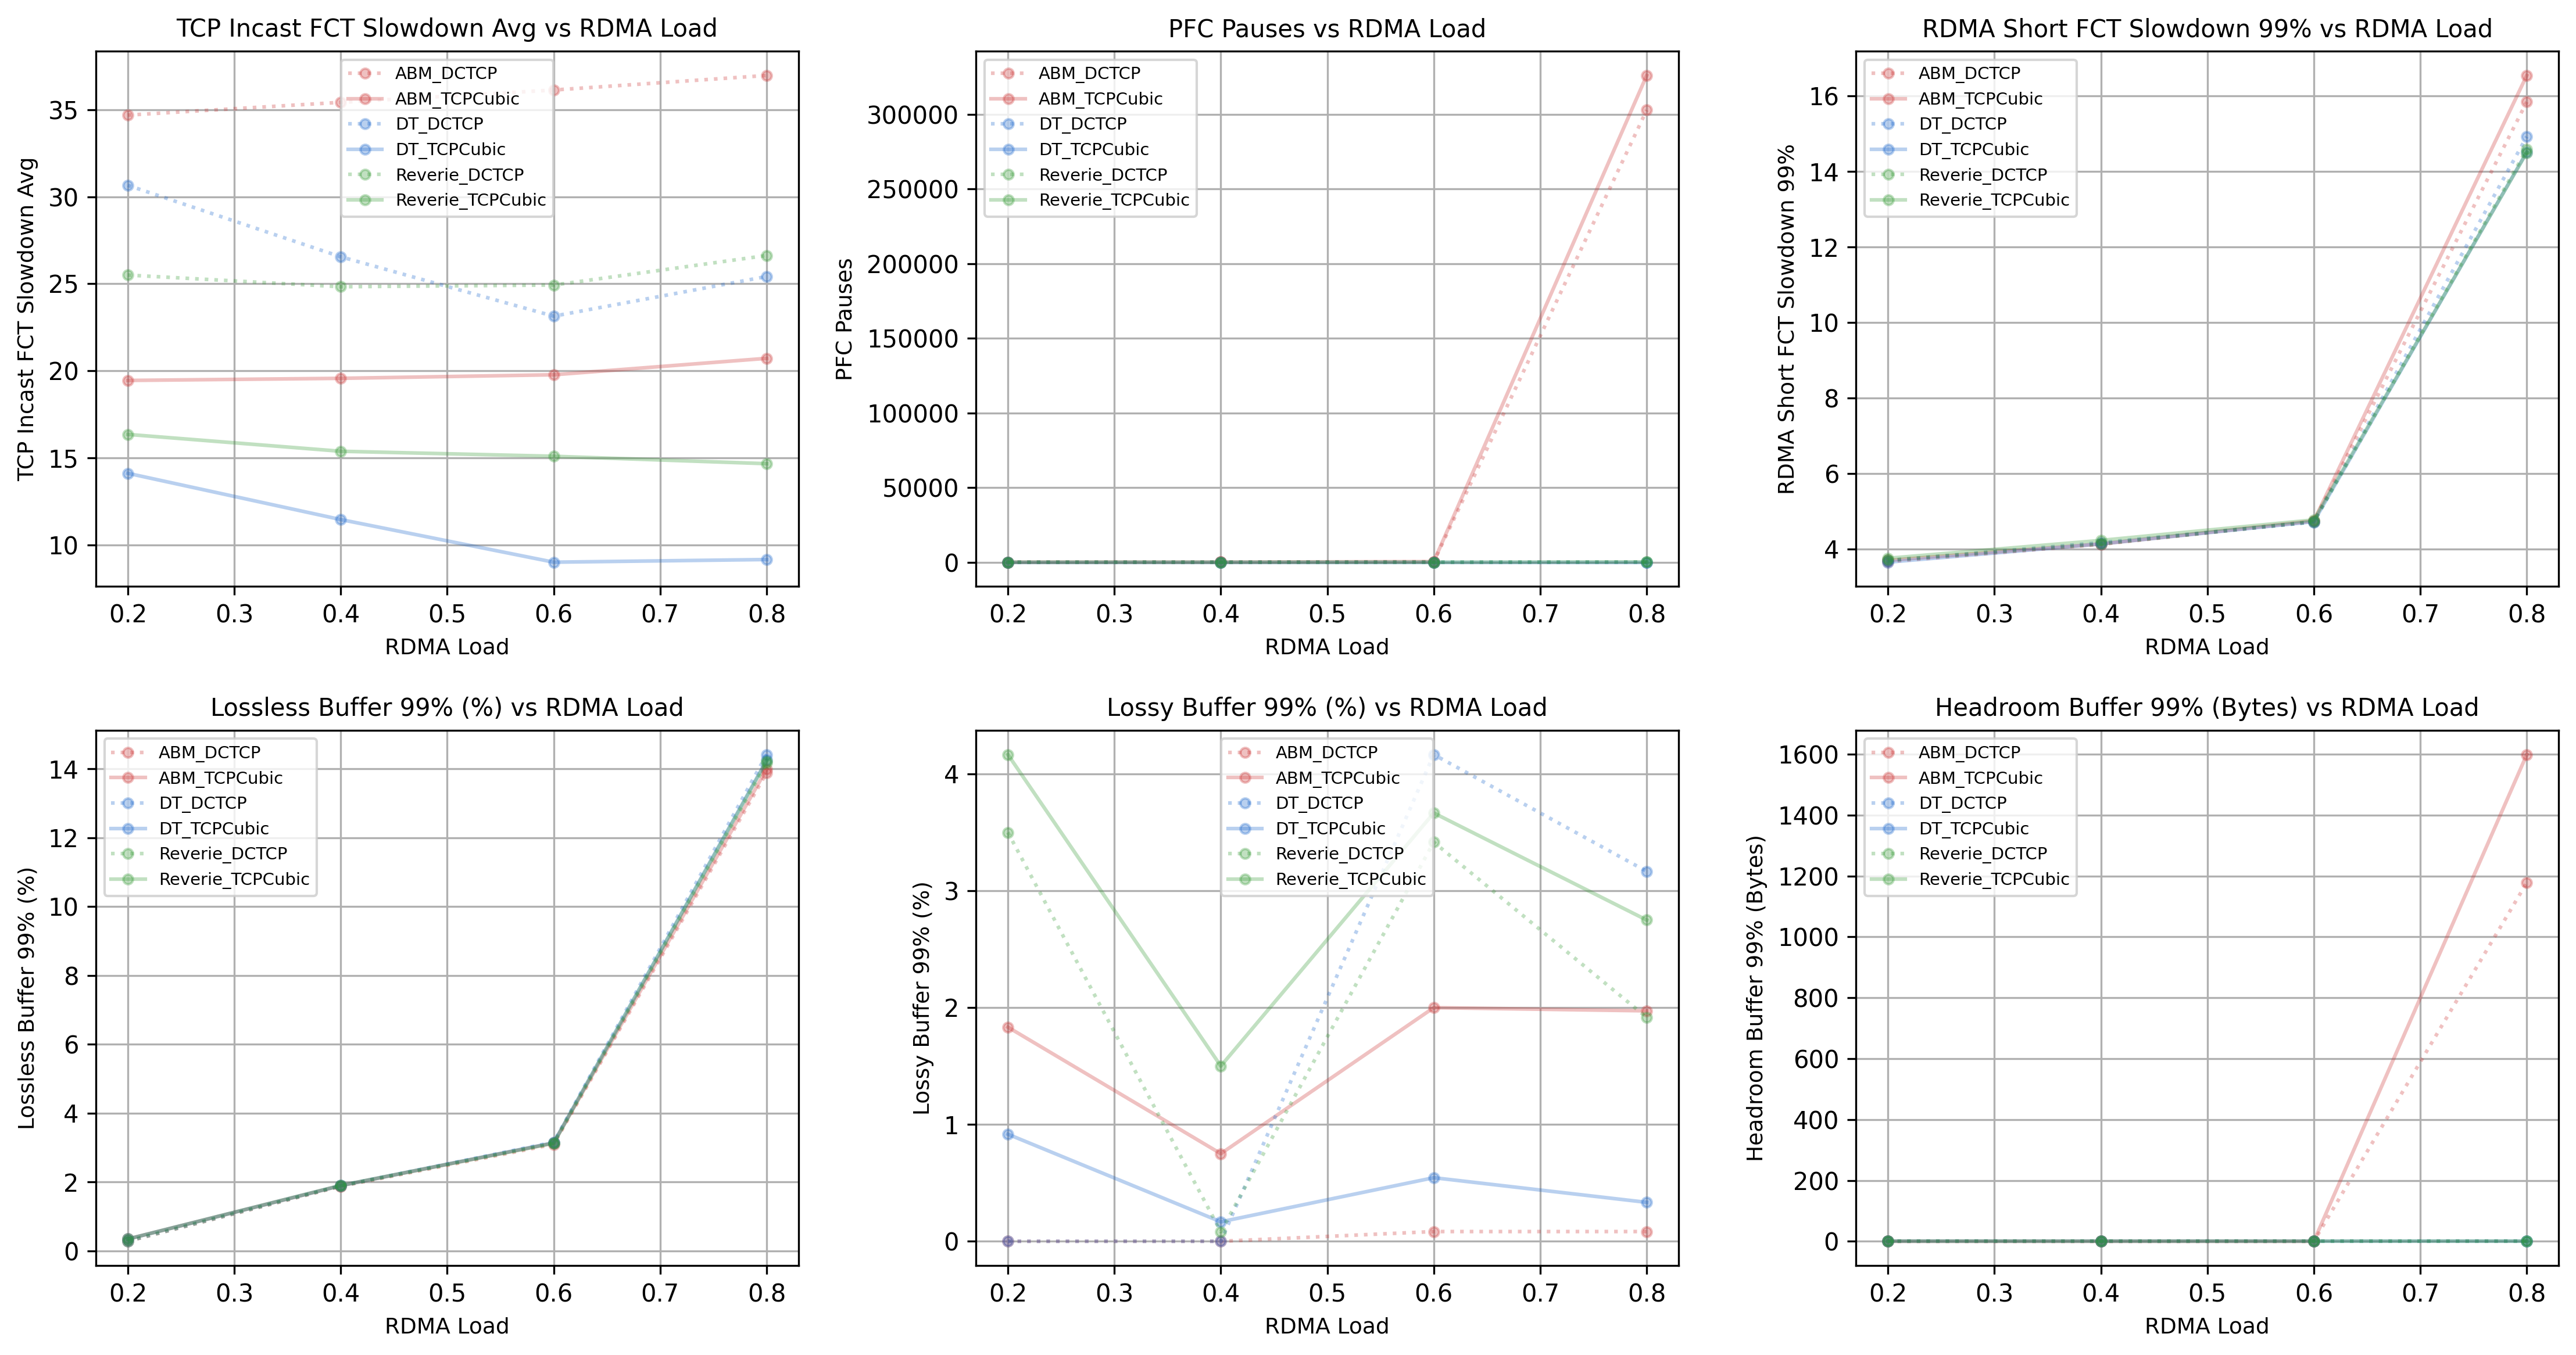 TCP Incast FCT Slowdown Avg vs RDMA Load
TCP Incast FCT Slowdown Avg
35
30
25
20
15
10
ABM_DCTCP
ABM_TCPCubic
DT_DCTCP
DT_TCPCubic
Reverie_DCTCP
Reverie_TCPCubic
0.2 0.3 0.4 0.5 0.6 0.7 0.8
RDMA Load
PFC Pauses vs RDMA Load
PFC Pauses
300000
250000
200000
150000
100000
50000
0
ABM_DCTCP
ABM_TCPCubic
DT_DCTCP
DT_TCPCubic
Reverie_DCTCP
Reverie_TCPCubic
0.2 0.3 0.4 0.5 0.6 0.7 0.8
RDMA Load
RDMA Short FCT Slowdown 99% vs RDMA Load
RDMA Short FCT Slowdown 99%
16
14
12
10
8
6
4
ABM_DCTCP
ABM_TCPCubic
DT_DCTCP
DT_TCPCubic
Reverie_DCTCP
Reverie_TCPCubic
0.2 0.3 0.4 0.5 0.6 0.7 0.8
RDMA Load
Lossless Buffer 99% (%) vs RDMA Load
Lossless Buffer 99% (%)
14
12
10
8
6
4
2
0
ABM_DCTCP
ABM_TCPCubic
DT_DCTCP
DT_TCPCubic
Reverie_DCTCP
Reverie_TCPCubic
0.2 0.3 0.4 0.5 0.6 0.7 0.8
RDMA Load
Lossy Buffer 99% (%) vs RDMA Load
Lossy Buffer 99% (%)
4
3
2
1
0
ABM_DCTCP
ABM_TCPCubic
DT_DCTCP
DT_TCPCubic
Reverie_DCTCP
Reverie_TCPCubic
0.2 0.3 0.4 0.5 0.6 0.7 0.8
RDMA Load
Headroom Buffer 99% (Bytes) vs RDMA Load
Headroom Buffer 99% (Bytes)
1600
1400
1200
1000
800
600
400
200
0
ABM_DCTCP
ABM_TCPCubic
DT_DCTCP
DT_TCPCubic
Reverie_DCTCP
Reverie_TCPCubic
0.2 0.3 0.4 0.5 0.6 0.7 0.8
RDMA Load